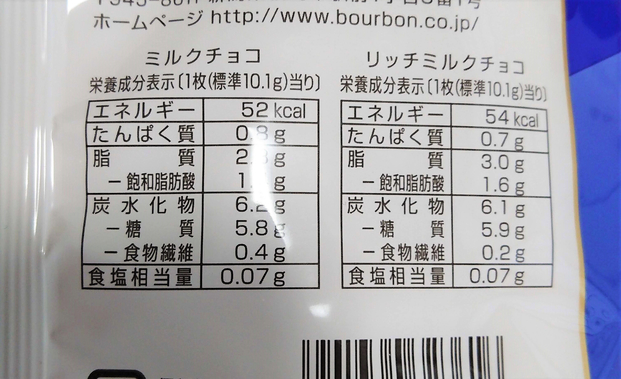 ホームページ http://www.bourbon.co.jp/
ミルクチョコ
栄養成分表示〔1枚(標準10.1g)当り〕
エネルギー 52 kcal
たんぱく質 g
脂質 g
－飽和脂肪酸 g
炭水化物 6.2 g
－糖質 5.8 g
－食物繊維 0.4 g
食塩相当量 0.07 g
リッチミルクチョコ
栄養成分表示〔1枚(標準10.1g)当り〕
エネルギー 54 kcal
たんぱく質 0.7 g
脂質 3.0 g
－飽和脂肪酸 1.6 g
炭水化物 6.1 g
－糖質 5.9 g
－食物繊維 0.2 g
食塩相当量 0.07 g